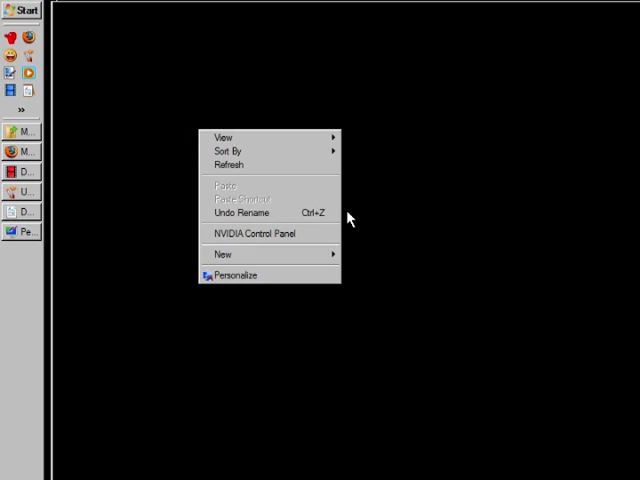 Start
»
M...
M...
D...
U...
D...
Pe...
View
Sort By
Refresh
Paste
Paste Shortcut
Undo Rename Ctrl+Z
NVIDIA Control Panel
New
Personalize